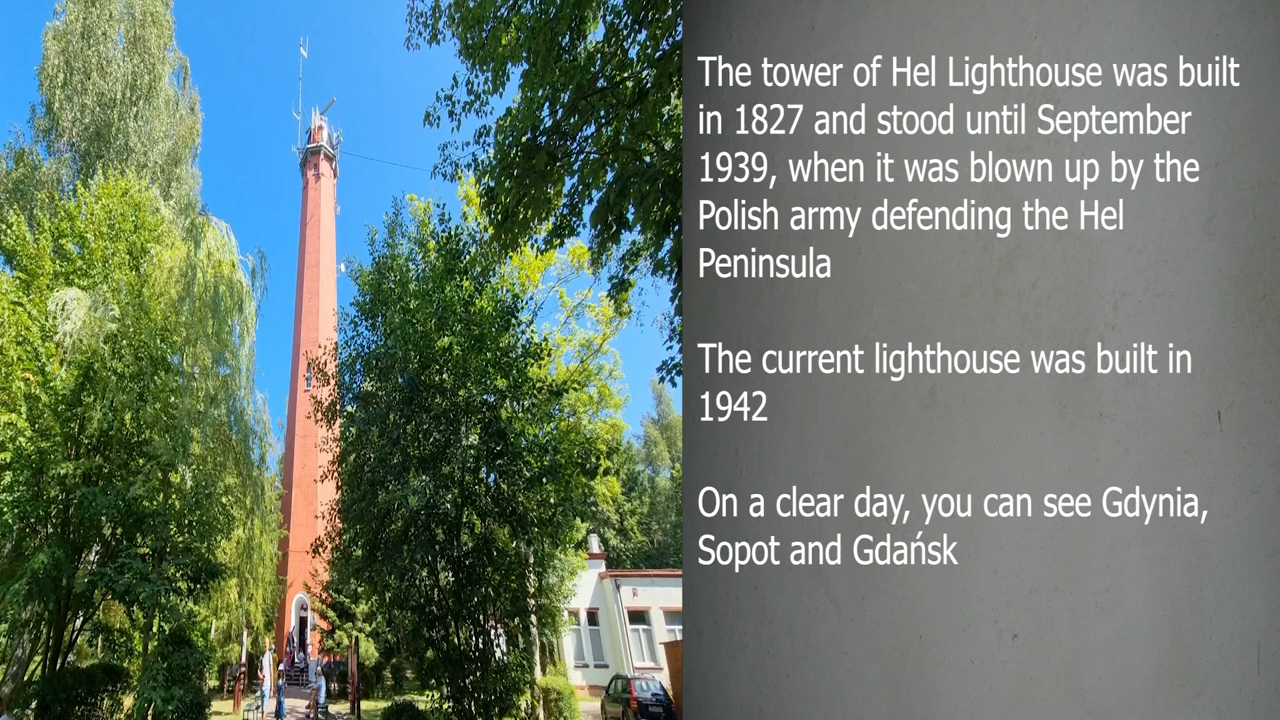 The tower of Hel Lighthouse was built
in 1827 and stood until September
1939, when it was blown up by the
Polish army defending the Hel
Peninsula
The current lighthouse was built in
1942
On a clear day, you can see Gdynia,
Sopot and Gdańsk